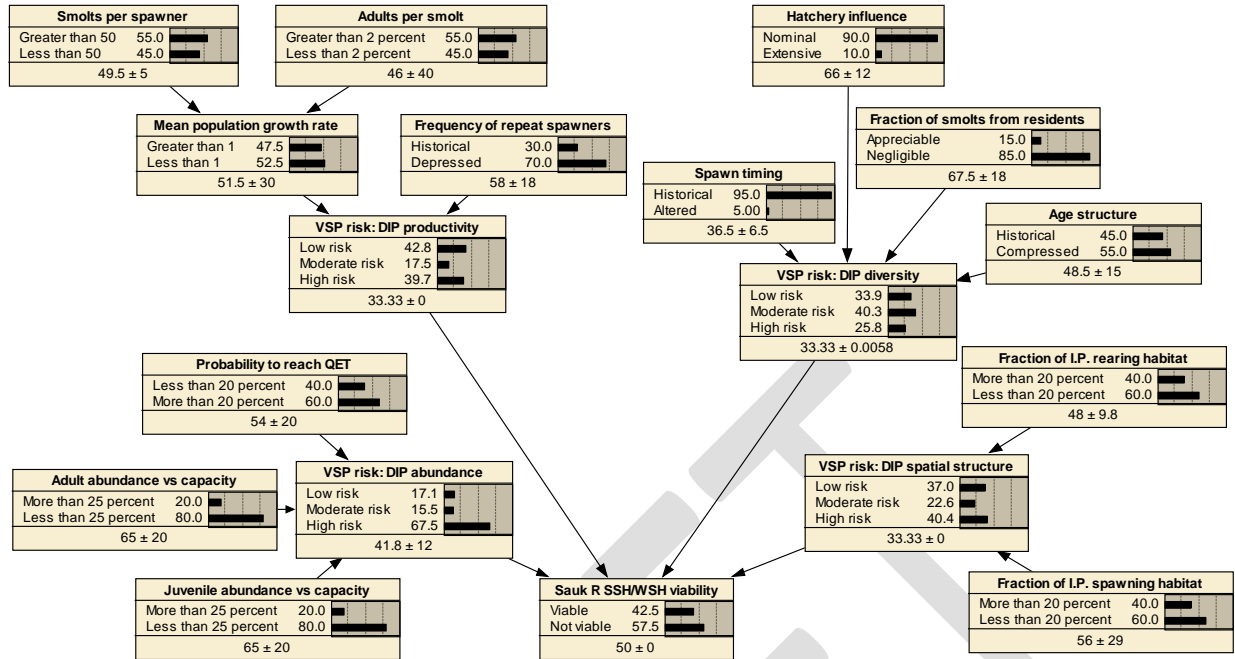 Smolts per spawner
Greater than 50 55.0
Less than 50 45.0
49.5 ± 5
Adults per smolt
Greater than 2 percent 55.0
Less than 2 percent 45.0
46 ± 40
Hatchery influence
Nominal 90.0
Extensive 10.0
66 ± 12
Mean population growth rate
Greater than 1 47.5
Less than 1 52.5
51.5 ± 30
Frequency of repeat spawners
Historical 30.0
Depressed 70.0
58 ± 18
Fraction of smolts from residents
Appreciable 15.0
Negligible 85.0
67.5 ± 18
Spawn timing
Historical 95.0
Altered 5.00
36.5 ± 6.5
Age structure
Historical 45.0
Compressed 55.0
48.5 ± 15
VSP risk: DIP productivity
Low risk 42.8
Moderate risk 17.5
High risk 39.7
33.33 ± 0
VSP risk: DIP diversity
Low risk 33.9
Moderate risk 40.3
High risk 25.8
33.33 ± 0.0058
Probability to reach QET
Less than 20 percent 40.0
More than 20 percent 60.0
54 ± 20
Fraction of I.P. rearing habitat
More than 20 percent 40.0
Less than 20 percent 60.0
48 ± 9.8
Adult abundance vs capacity
More than 25 percent 20.0
Less than 25 percent 80.0
65 ± 20
VSP risk: DIP abundance
Low risk 17.1
Moderate risk 15.5
High risk 67.5
41.8 ± 12
VSP risk: DIP spatial structure
Low risk 37.0
Moderate risk 22.6
High risk 40.4
33.33 ± 0
Juvenile abundance vs capacity
More than 25 percent 20.0
Less than 25 percent 80.0
65 ± 20
Sauk R SSH/WSH viability
Viable 42.5
Not viable 57.5
50 ± 0
Fraction of I.P. spawning habitat
More than 20 percent 40.0
Less than 20 percent 60.0
56 ± 29